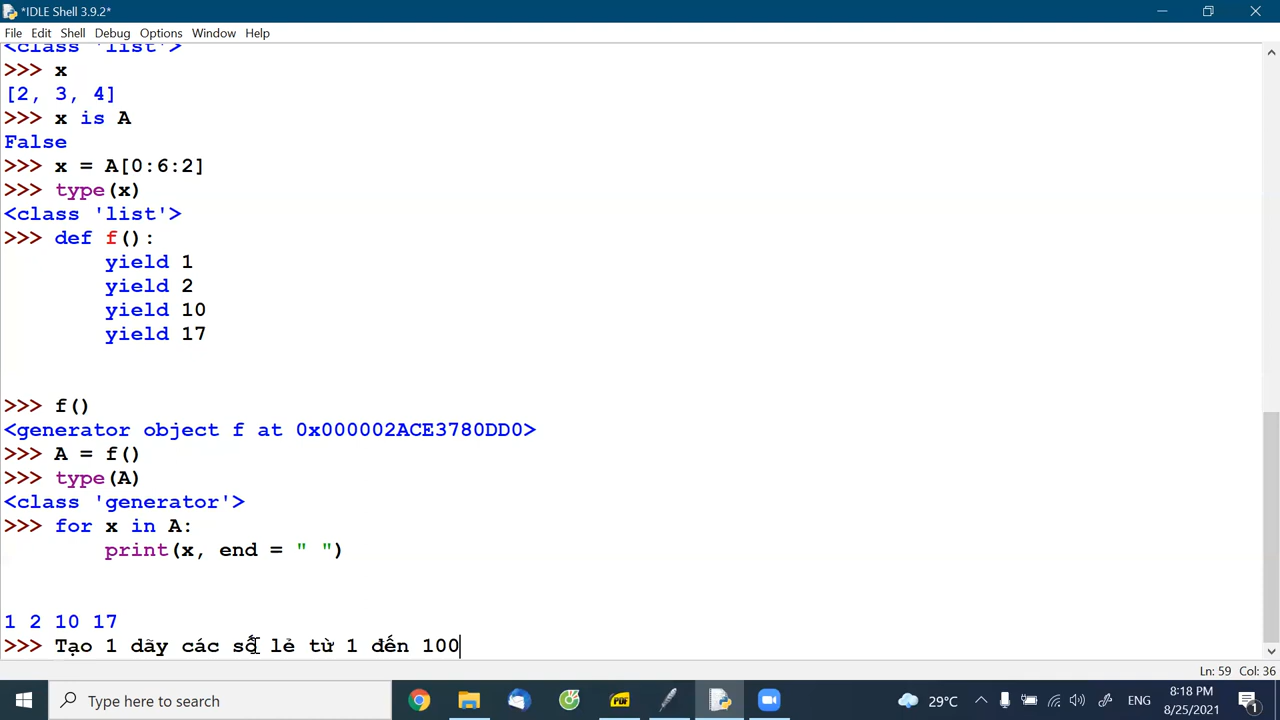 *IDLE Shell 3.9.2*
File Edit Shell Debug Options Window Help
<class 'list'>
>>> x
[2, 3, 4]
>>> x is A
False
>>> x = A[0:6:2]
>>> type(x)
<class 'list'>
>>> def f():
yield 1
yield 2
yield 10
yield 17
>>> f()
<generator object f at 0x000002ACE3780DD0>
>>> A = f()
>>> type(A)
<class 'generator'>
>>> for x in A:
print(x, end = " ")
1 2 10 17
>>> Tạo 1 dãy các số lẻ từ 1 đến 100
Ln: 59 Col: 36
Type here to search
PDF
29°C
ENG
8:18 PM
8/25/2021
1